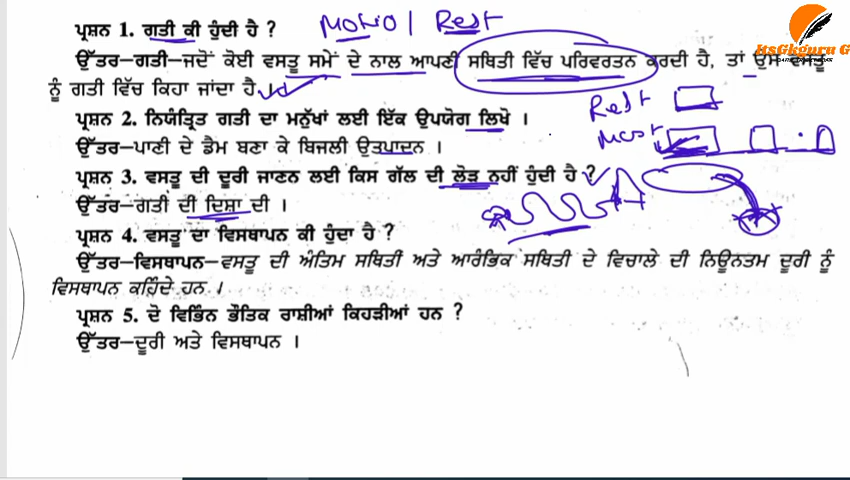 ਪ੍ਰਸ਼ਨ 1. ਗਤੀ ਕੀ ਹੁੰਦੀ ਹੈ ? Rest
HsGkguru G
ਉੱਤਰ–ਗਤੀ–ਜਦੋਂ ਕੋਈ ਵਸਤੂ ਸਮੇਂ ਦੇ ਨਾਲ ਆਪਣੀ ਸਥਿਤੀ ਵਿੱਚ ਪਰਿਵਰਤਨ ਕਰਦੀ ਹੈ, ਤਾਂ ਉਸ ਵਸਤੂ
ਨੂੰ ਗਤੀ ਵਿੱਚ ਕਿਹਾ ਜਾਂਦਾ ਹੈ ।
Rest
ਪ੍ਰਸ਼ਨ 2. ਨਿਯੰਤ੍ਰਿਤ ਗਤੀ ਦਾ ਮਨੁੱਖਾਂ ਲਈ ਇੱਕ ਉਪਯੋਗ ਲਿਖੋ ।
ਉੱਤਰ–ਪਾਣੀ ਦੇ ਡੈਮ ਬਣਾ ਕੇ ਬਿਜਲੀ ਉਤਪਾਦਨ ।
ਪ੍ਰਸ਼ਨ 3. ਵਸਤੂ ਦੀ ਦੂਰੀ ਜਾਣਨ ਲਈ ਕਿਸ ਗੱਲ ਦੀ ਲੋੜ ਨਹੀਂ ਹੁੰਦੀ ਹੈ ?
ਉੱਤਰ–ਗਤੀ ਦੀ ਦਿਸ਼ਾ ਦੀ ।
ਪ੍ਰਸ਼ਨ 4. ਵਸਤੂ ਦਾ ਵਿਸਥਾਪਨ ਕੀ ਹੁੰਦਾ ਹੈ ?
ਉੱਤਰ–ਵਿਸਥਾਪਨ–ਵਸਤੂ ਦੀ ਅੰਤਿਮ ਸਥਿਤੀ ਅਤੇ ਆਰੰਭਿਕ ਸਥਿਤੀ ਦੇ ਵਿਚਾਲੇ ਦੀ ਨਿਊਨਤਮ ਦੂਰੀ ਨੂੰ
ਵਿਸਥਾਪਨ ਕਹਿੰਦੇ ਹਨ ।
ਪ੍ਰਸ਼ਨ 5. ਦੋ ਵਿਭਿੰਨ ਭੌਤਿਕ ਰਾਸ਼ੀਆਂ ਕਿਹੜੀਆਂ ਹਨ ?
ਉੱਤਰ–ਦੂਰੀ ਅਤੇ ਵਿਸਥਾਪਨ ।